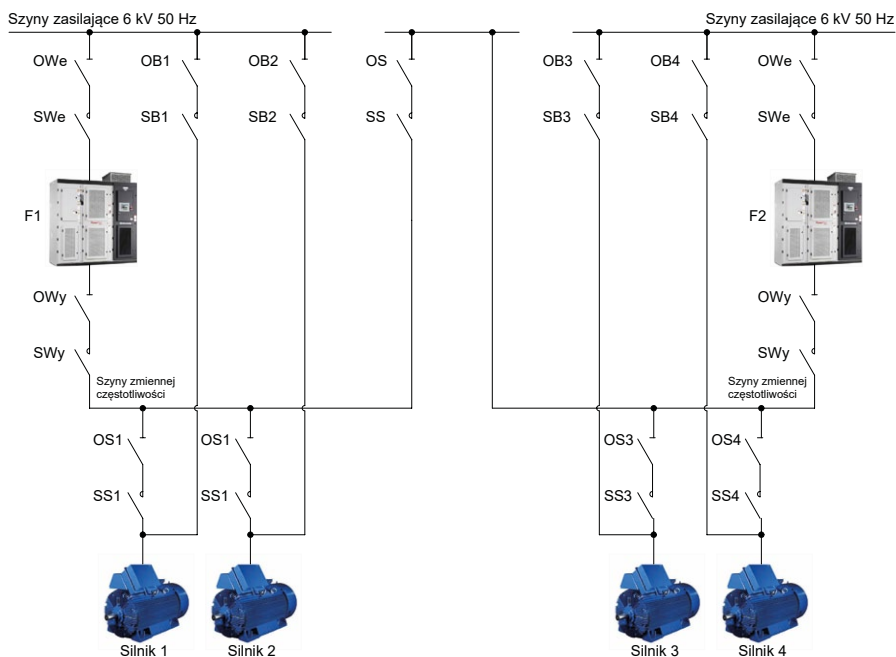 Szyny zasilające 6 kV 50 Hz
Szyny zasilające 6 kV 50 Hz
OWe
OB1
OB2
OS
OB3
OB4
OWe
SWe
SB1
SB2
SS
SB3
SB4
SWe
F1
F2
OWy
OWy
SWy
SWy
Szyny zmiennej
częstotliwości
Szyny zmiennej
częstotliwości
OS1
OS1
OS3
OS4
SS1
SS1
SS3
SS4
Silnik 1
Silnik 2
Silnik 3
Silnik 4